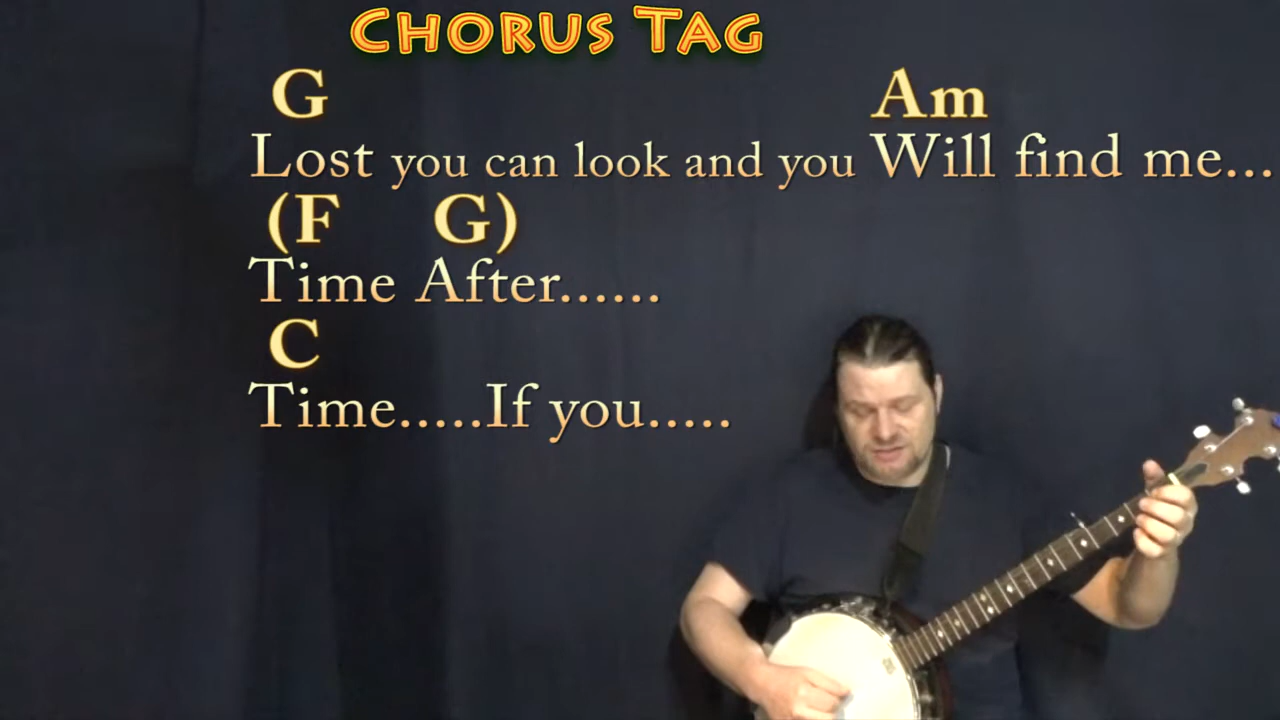 CHORUS TAG
G Am
Lost you can look and you Will find me...
(F G)
Time After......
C
Time.....If you.....